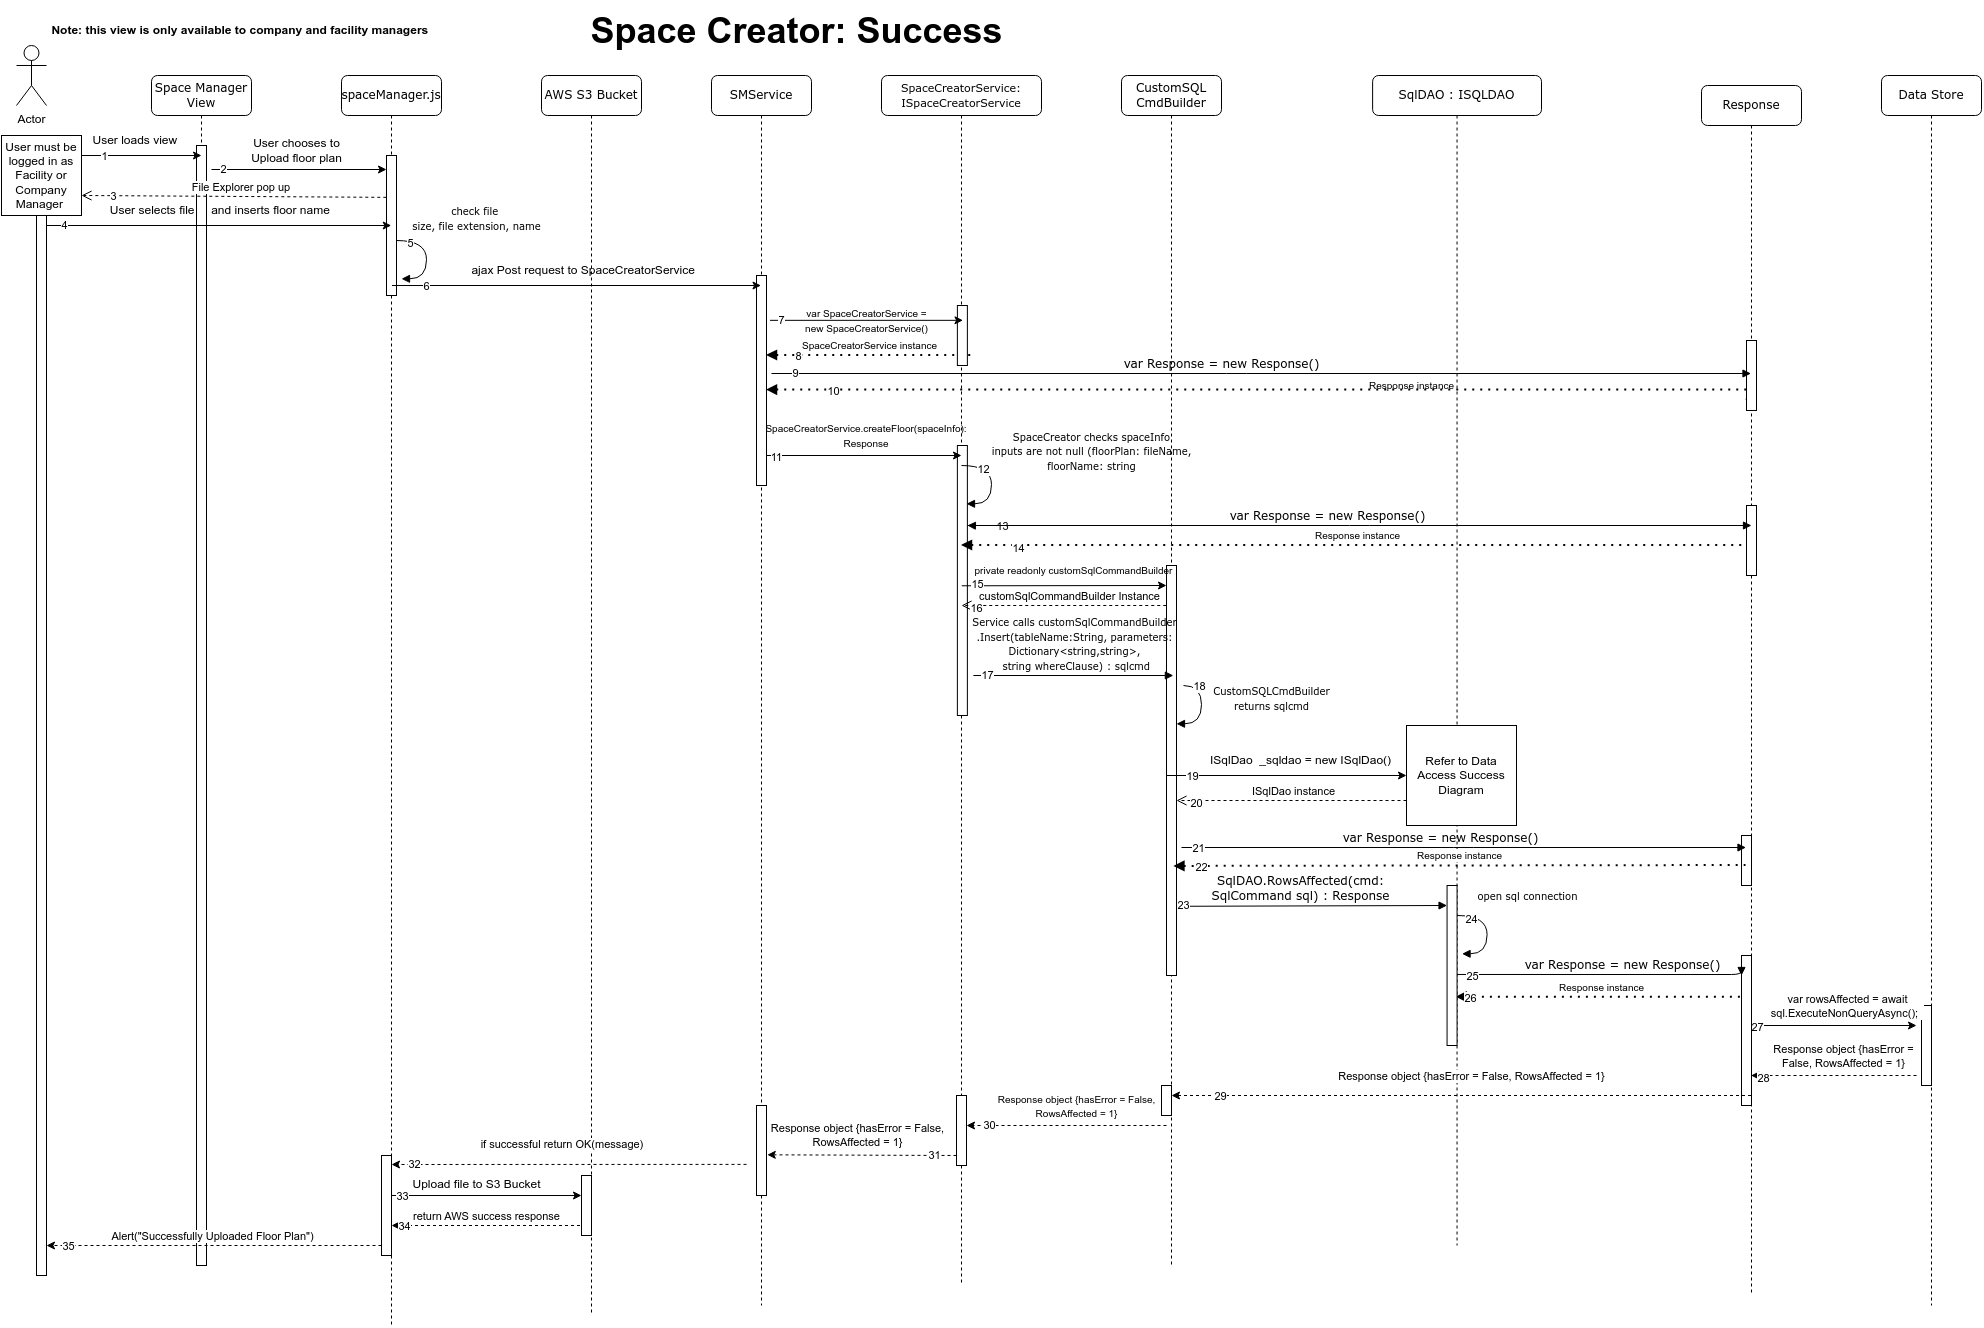 Space Creator: Success
Note: this view is only available to company and facility managers
Actor
Space Manager
View
spaceManager.js
AWS S3 Bucket
SMService
SpaceCreatorService:
ISpaceCreatorService
CustomSQL
CmdBuilder
SqlDAO : ISQLDAO
Response
Data Store
User must be
logged in as
Facility or
Company
Manager
User loads view
1
User chooses to
Upload floor plan
2
File Explorer pop up
3
User selects file and inserts floor name
4
check file
size, file extension, name
5
ajax Post request to SpaceCreatorService
6
var SpaceCreatorService =
new SpaceCreatorService()
7
SpaceCreatorService instance
8
var Response = new Response()
9
Response instance
10
SpaceCreatorService.createFloor(spaceInfo):
Response
11
SpaceCreator checks spaceInfo
inputs are not null (floorPlan: fileName,
floorName: string
12
var Response = new Response()
13
Response instance
14
private readonly customSqlCommandBuilder
15
customSqlCommandBuilder Instance
16
Service calls customSqlCommandBuilder
.Insert(tableName:String, parameters:
Dictionary<string,string>,
string whereClause) : sqlcmd
17
18
CustomSQLCmdBuilder
returns sqlcmd
ISqlDao _sqldao = new ISqlDao()
19
Refer to Data
Access Success
Diagram
ISqlDao instance
20
var Response = new Response()
21
Response instance
22
SqlDAO.RowsAffected(cmd:
SqlCommand sql) : Response
23
open sql connection
24
var Response = new Response()
25
Response instance
26
var rowsAffected = await
sql.ExecuteNonQueryAsync();
27
Response object {hasError =
False, RowsAffected = 1}
28
Response object {hasError = False, RowsAffected = 1}
29
Response object {hasError = False,
RowsAffected = 1}
30
Response object {hasError = False,
RowsAffected = 1}
31
if successful return OK(message)
32
Upload file to S3 Bucket
33
return AWS success response
34
Alert("Successfully Uploaded Floor Plan")
35